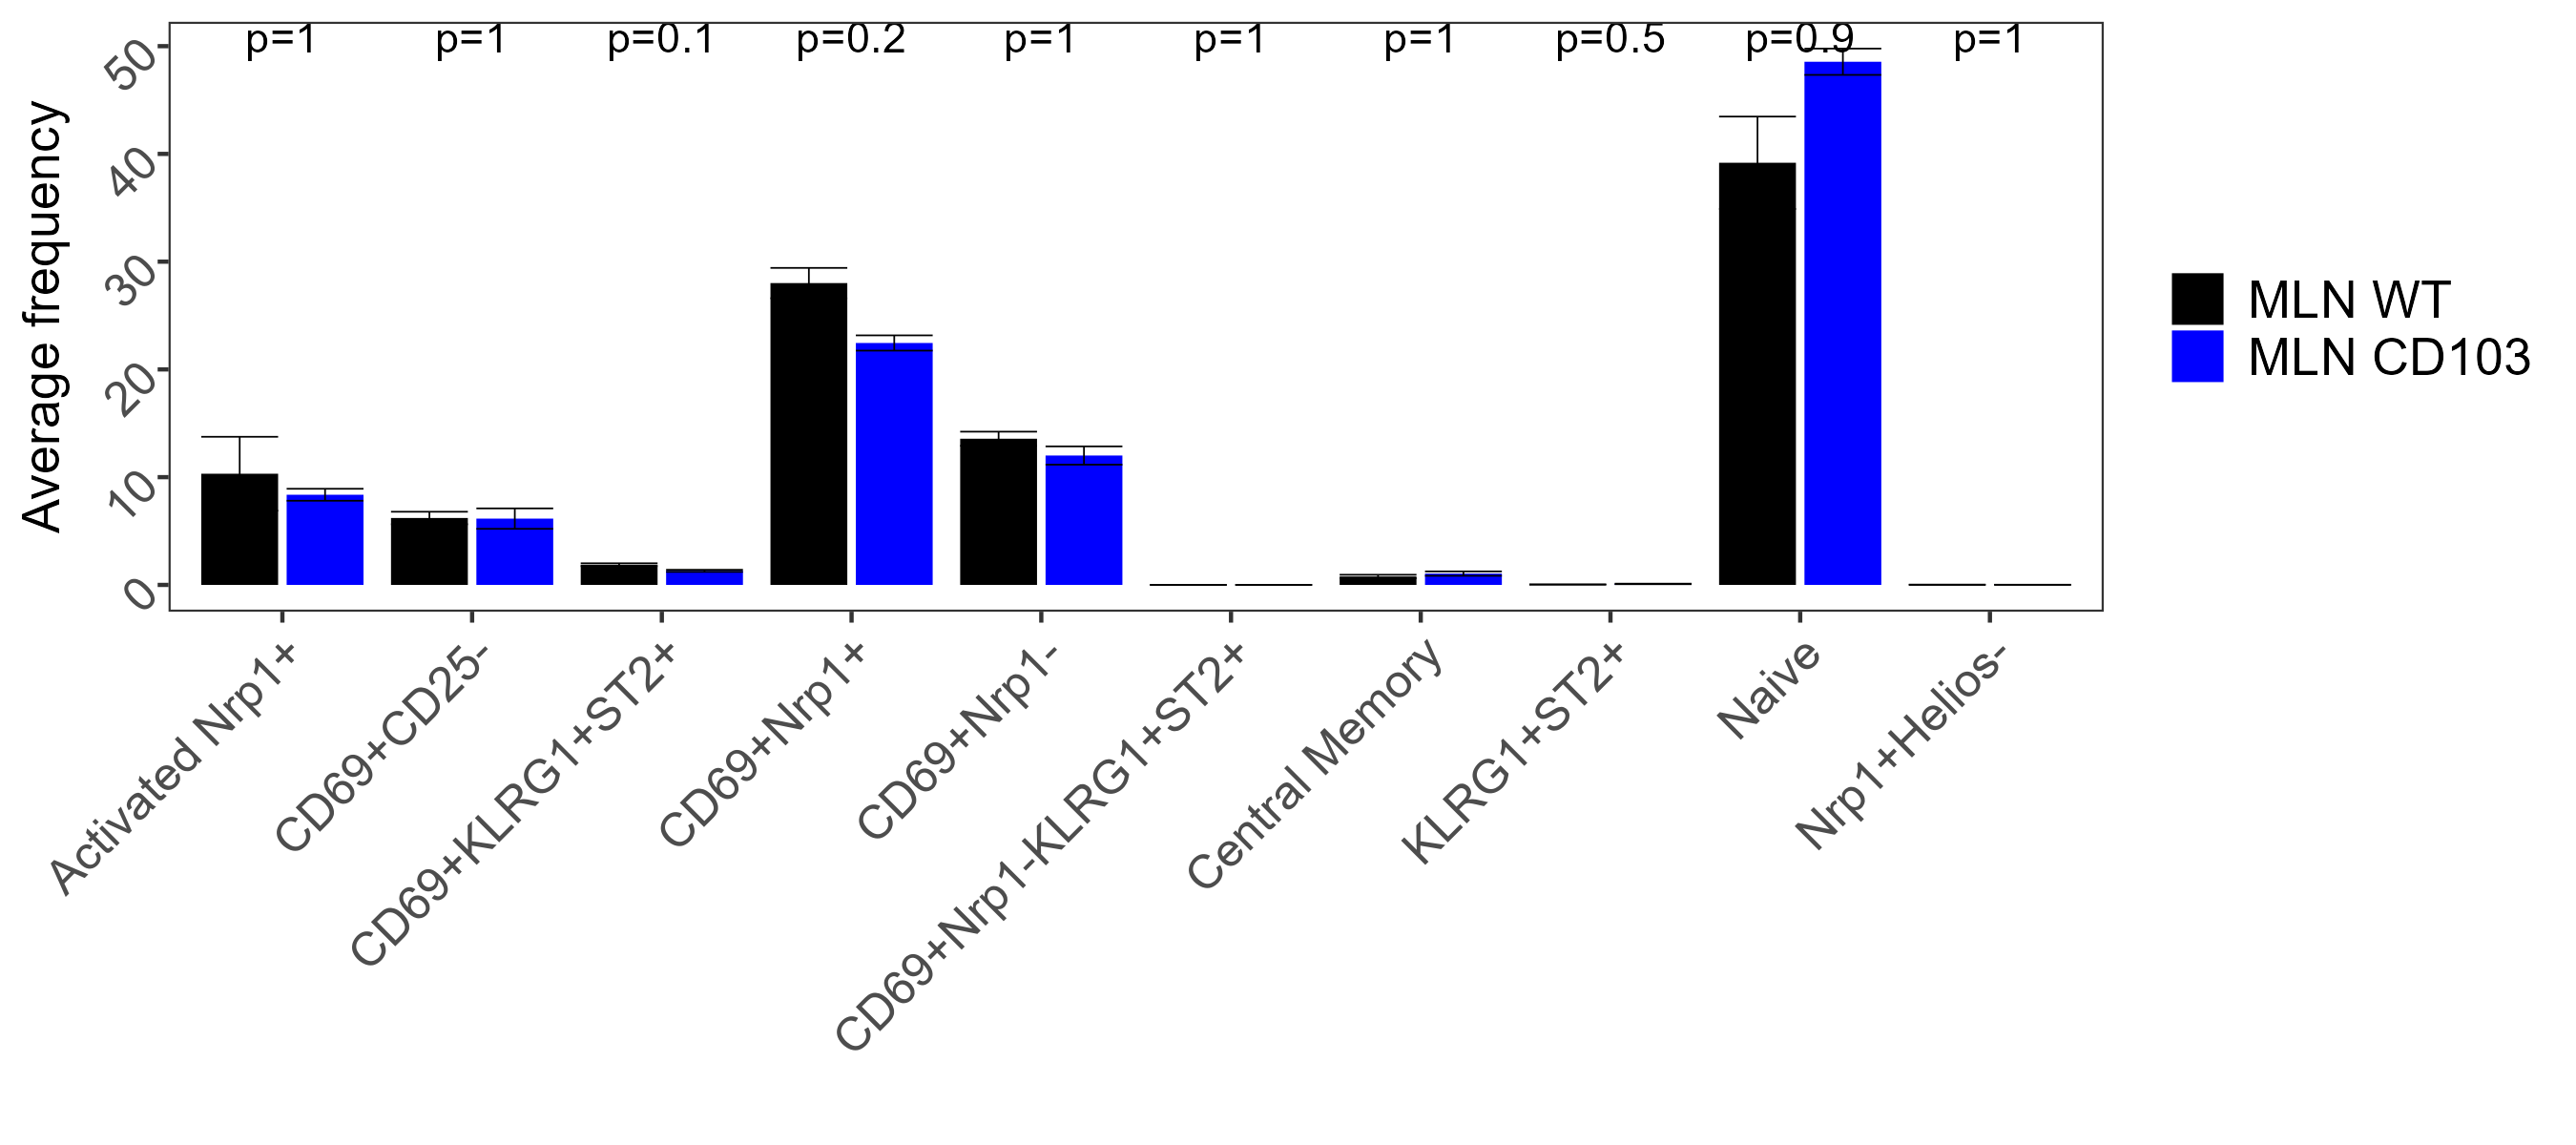 p=1 p=1 p=0.1 p=0.2 p=1 p=1 p=1 p=0.5 p=0.9 p=1
Average frequency
50
40
30
20
10
0
MLN WT
MLN CD103
Activated Nrp1+
CD69+CD25-
CD69+KLRG1+ST2+
CD69+Nrp1+
CD69+Nrp1-
CD69+Nrp1-KLRG1+ST2+
Central Memory
KLRG1+ST2+
Naive
Nrp1+Helios-